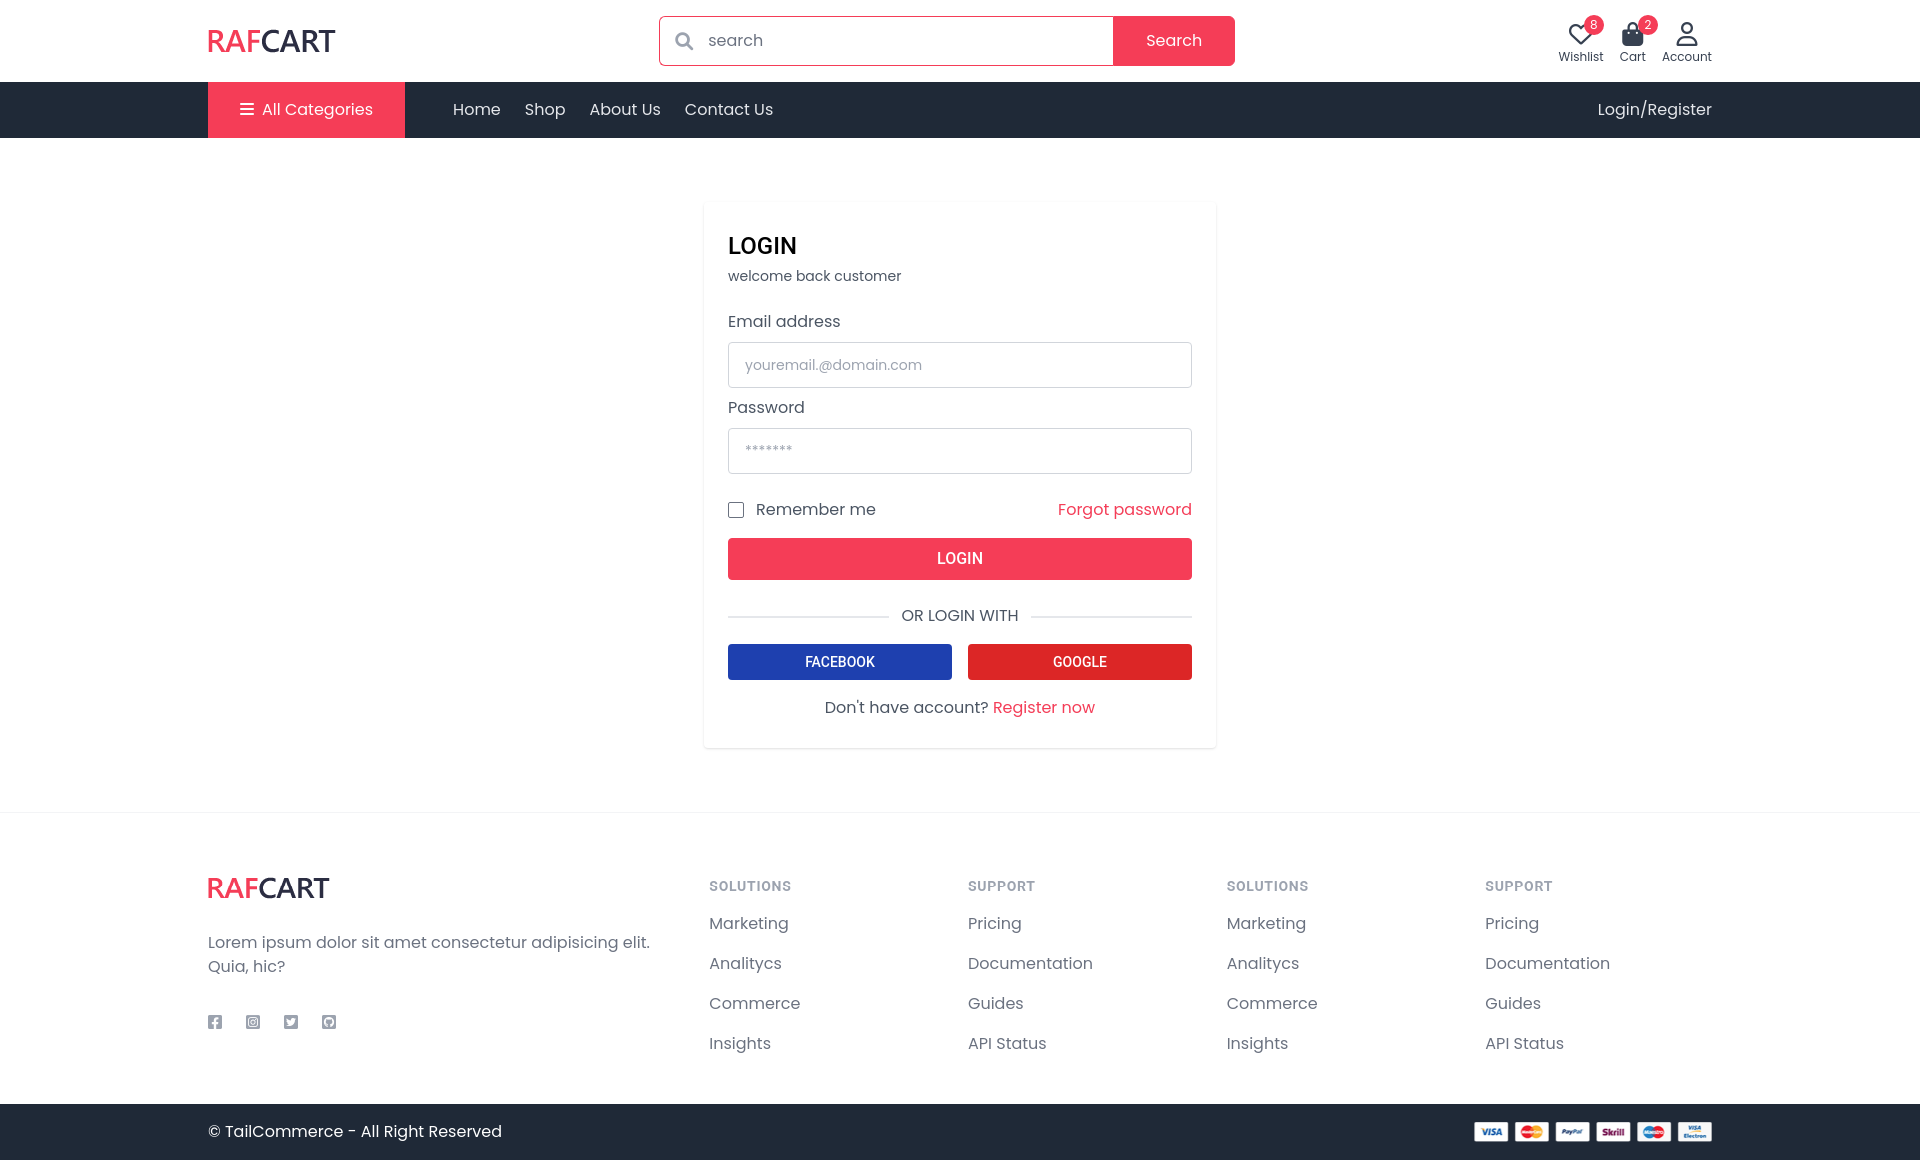 RAFCART
search
Search
8
Wishlist
2
Cart
Account
All Categories
Home
Shop
About Us
Contact Us
Login/Register
LOGIN
welcome back customer
Email address
youremail.@domain.com
Password
*******
Remember me
Forgot password
LOGIN
OR LOGIN WITH
FACEBOOK
GOOGLE
Don't have account? Register now
RAFCART
Lorem ipsum dolor sit amet consectetur adipisicing elit.
Quia, hic?
SOLUTIONS
Marketing
Analitycs
Commerce
Insights
SUPPORT
Pricing
Documentation
Guides
API Status
SOLUTIONS
Marketing
Analitycs
Commerce
Insights
SUPPORT
Pricing
Documentation
Guides
API Status
© TailCommerce - All Right Reserved
VISA
MasterCard
PayPal
Skrill
Maestro
VISA
Electron